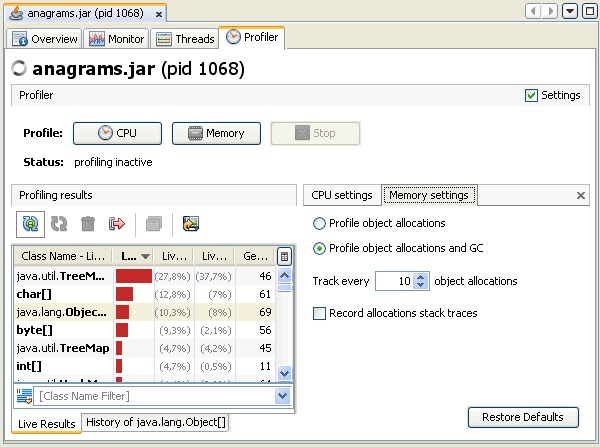 anagrams.jar (pid 1068)
Overview Monitor Threads Profiler
anagrams.jar (pid 1068)
Profiler Settings
Profile: CPU Memory Stop
Status: profiling inactive
Profiling results
Class Name - Li... L... Liv... Liv... Ge...
java.util.TreeM... (27,8%) (37,7%) 46
char[] (12,8%) (7%) 61
java.lang.Objec... (10,3%) (8%) 69
byte[] (9,3%) (2,1%) 56
java.util.TreeMap (4,7%) (4,2%) 45
int[] (4,7%) (0,5%) 11
[Class Name Filter]
Live Results History of java.lang.Object[]
CPU settings Memory settings
Profile object allocations
Profile object allocations and GC
Track every 10 object allocations
Record allocations stack traces
Restore Defaults